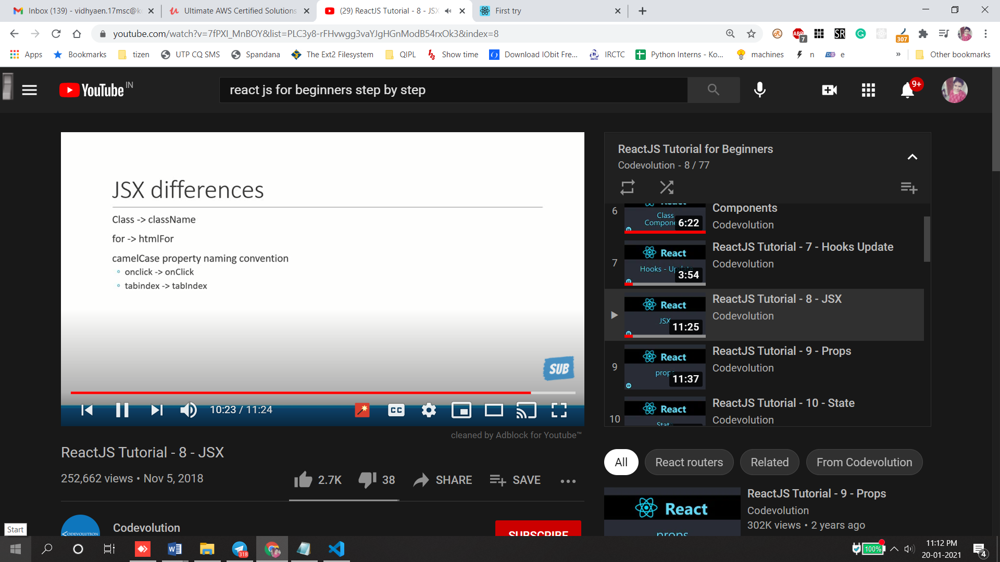 Inbox (139) - vidhyaen.17msc@k
Ultimate AWS Certified Solutions
(29) ReactJS Tutorial - 8 - JSX
First try
youtube.com/watch?v=7fPXI_MnBOY&list=PLC3y8-rFHvwgg3vaYJgHGnModB54rxOk3&index=8
ABP
7
SR
307
Apps
Bookmarks
tizen
UTP CQ SMS
Spandana
The Ext2 Filesystem
QIPL
Show time
Download IObit Fre...
IRCTC
Python Interns - Ko...
machines
n
e
»
Other bookmarks
YouTube IN
react js for beginners step by step
9+
JSX differences
Class -> className
for -> htmlFor
camelCase property naming convention
onclick -> onClick
tabindex -> tabIndex
SUB
10:23 / 11:24
CC
cleaned by Adblock for Youtube™
ReactJS Tutorial - 8 - JSX
252,662 views • Nov 5, 2018
2.7K
38
SHARE
SAVE
Codevolution
CODEVOLUTION
SUBSCRIBE
ReactJS Tutorial for Beginners
Codevolution - 8 / 77
6
Class
Compone
6:22
Components
Codevolution
7
React
Hooks - Update
3:54
ReactJS Tutorial - 7 - Hooks Update
Codevolution
React
JSX
11:25
ReactJS Tutorial - 8 - JSX
Codevolution
9
React
props
11:37
ReactJS Tutorial - 9 - Props
Codevolution
10
React
Stat
ReactJS Tutorial - 10 - State
Codevolution
All
React routers
Related
From Codevolution
React
props
ReactJS Tutorial - 9 - Props
Codevolution
302K views • 2 years ago
Start
318
100%
11:12 PM
20-01-2021
4